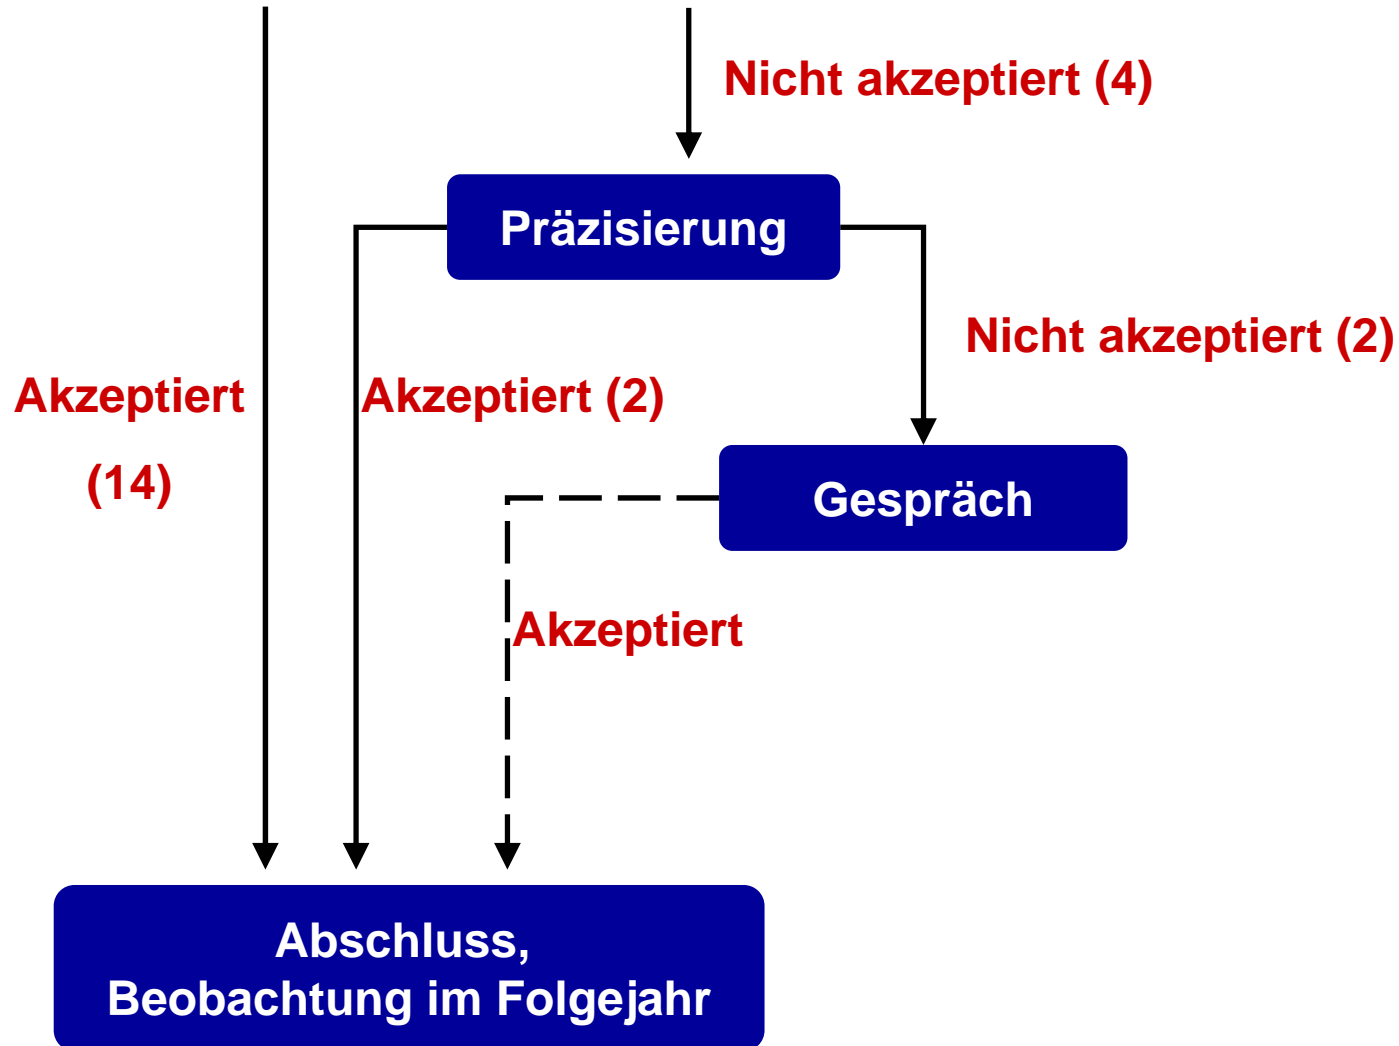 Nicht akzeptiert (4)
Präzisierung
Nicht akzeptiert (2)
Akzeptiert
(14)
Akzeptiert (2)
Gespräch
Akzeptiert
Abschluss,
Beobachtung im Folgejahr